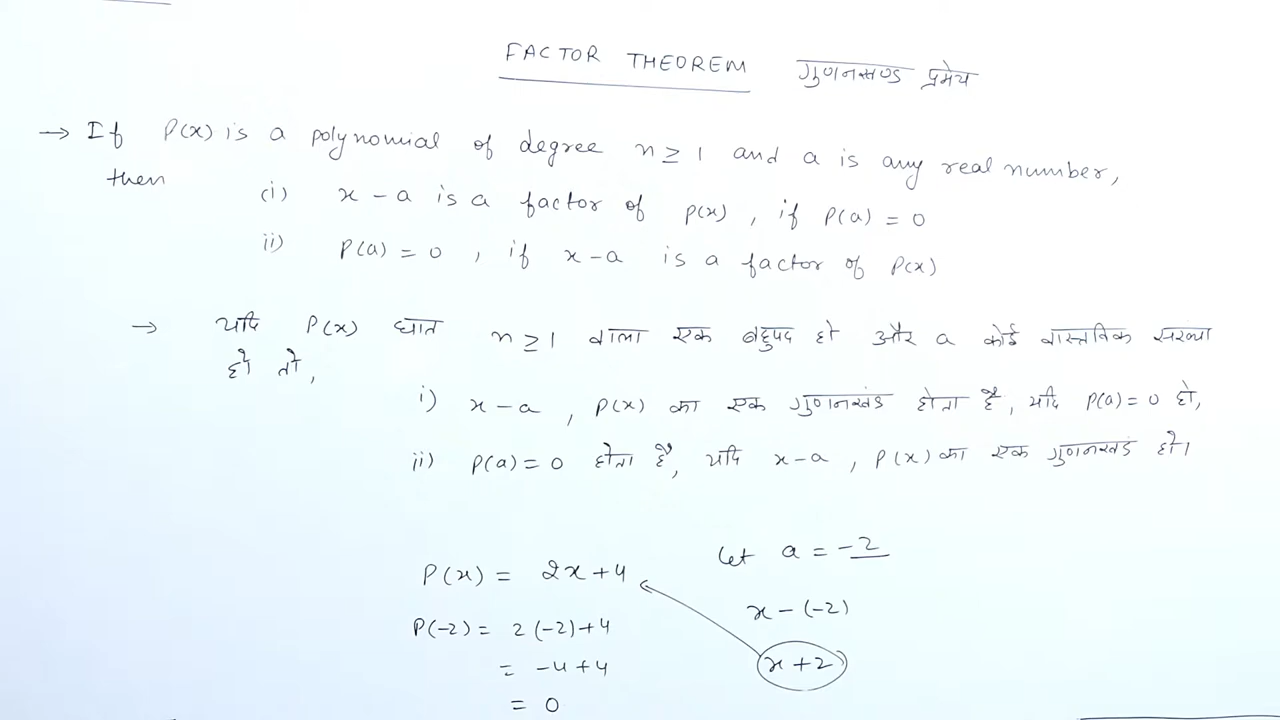 FACTOR THEOREM गुणनखण्ड प्रमेय
→ If P(x) is a polynomial of degree n ≥ 1 and a is any real number,
then
(i) x - a is a factor of p(x), if P(a) = 0
ii) P(a) = 0, if x - a is a factor of P(x)
→ यदि P(x) घात n ≥ 1 वाला एक बहुपद हो और a कोई वास्तविक संख्या
हो तो,
i) x - a, P(x) का एक गुणनखंड होता है, यदि P(a) = 0 हो,
ii) P(a) = 0 होता है, यदि x - a, P(x) का एक गुणनखंड हो।
P(x) = 2x + 4
P(-2) = 2(-2) + 4
= -4 + 4
= 0
Let a = -2
x - (-2)
x + 2